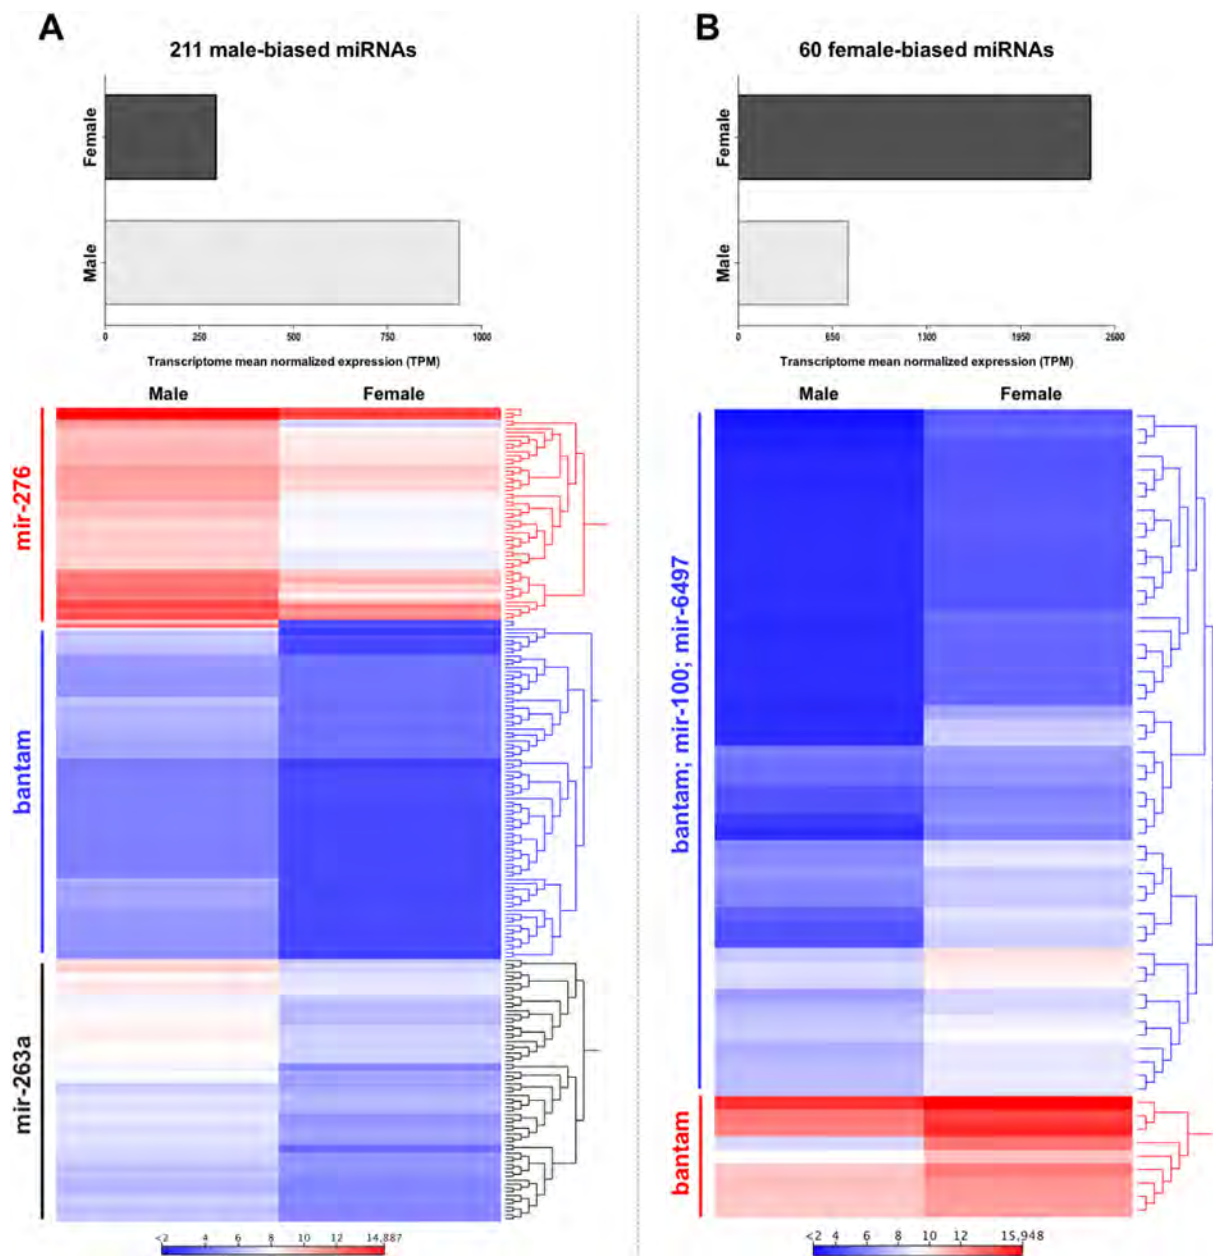 A
211 male-biased miRNAs
Female
Male
0 250 500 750 1000
Transcriptome mean normalized expression (TPM)
Male Female
mir-276
bantam
mir-263a
<2 4 6 8 10 12 14,887
B
60 female-biased miRNAs
Female
Male
0 650 1300 1950 2600
Transcriptome mean normalized expression (TPM)
Male Female
bantam; mir-100; mir-6497
bantam
<2 4 6 8 10 12 15,948